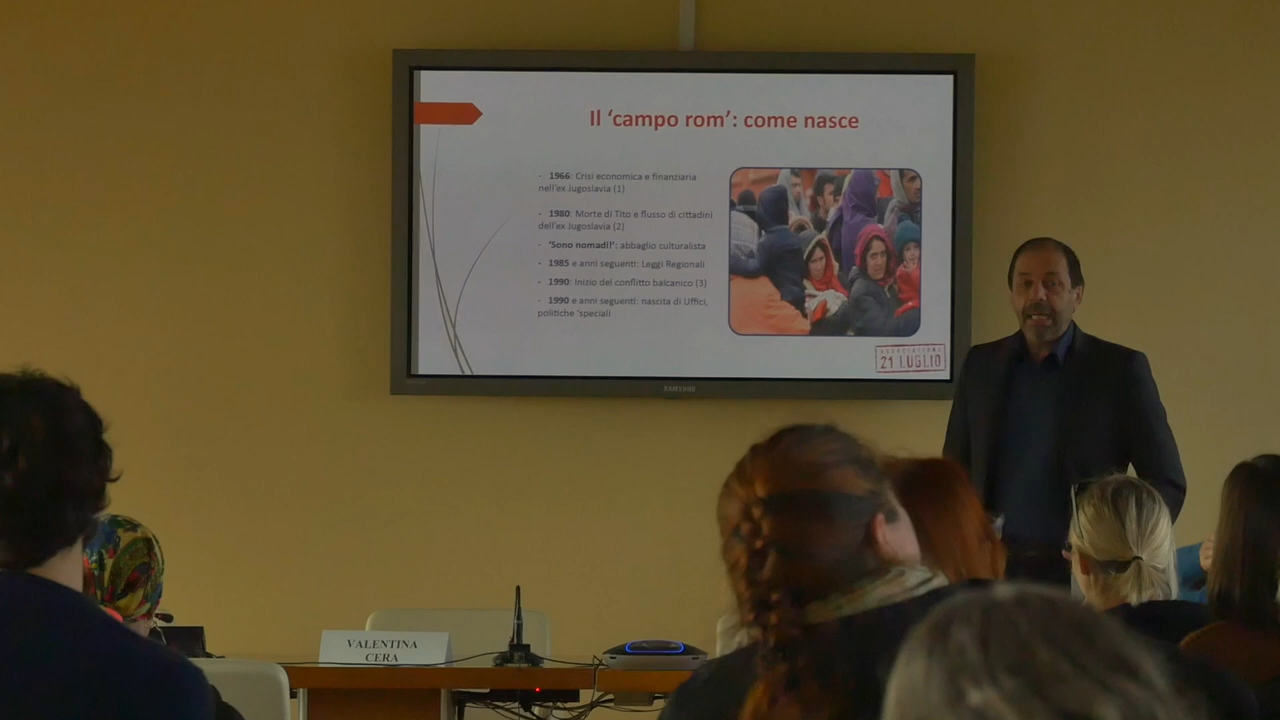 Il ‘campo rom’: come nasce
- 1966: Crisi economica e finanziaria
nell'ex Jugoslavia (1)
- 1980: Morte di Tito e flusso di cittadini
dell'ex Jugoslavia (2)
- ‘Sono nomadi!’: abbaglio culturalista
- 1985 e anni seguenti: Leggi Regionali
- 1990: Inizio del conflitto balcanico (3)
- 1990 e anni seguenti: nascita di Uffici,
politiche ‘speciali
ASSOCIAZIONE
21 LUGLIO
SAMSUNG
VALENTINA
CERA